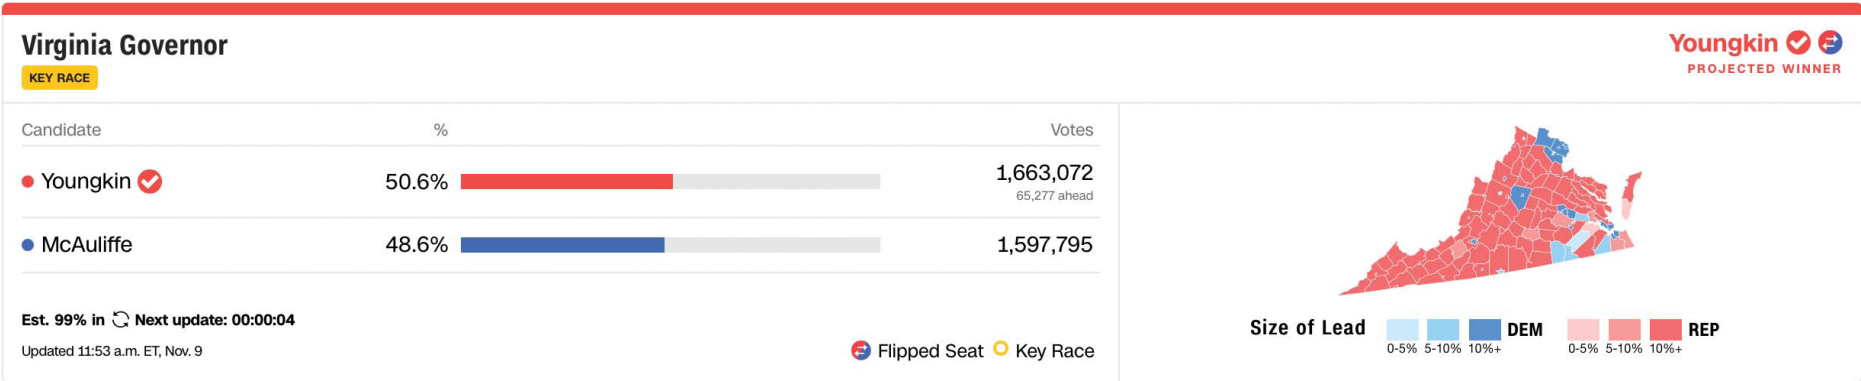 Virginia Governor
KEY RACE
Youngkin
PROJECTED WINNER
Candidate % Votes
Youngkin 50.6% 1,663,072
65,277 ahead
McAuliffe 48.6% 1,597,795
Est. 99% in Next update: 00:00:04
Updated 11:53 a.m. ET, Nov. 9
Flipped Seat Key Race
Size of Lead DEM REP
0-5% 5-10% 10%+ 0-5% 5-10% 10%+